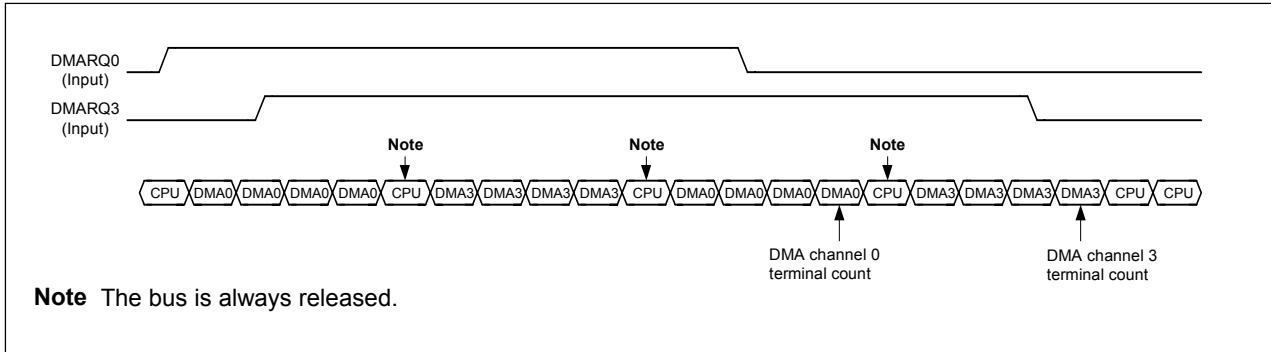 DMARQ0
(Input)
DMARQ3
(Input)
Note Note Note
CPU DMA0 DMA0 DMA0 DMA0 CPU DMA3 DMA3 DMA3 DMA3 CPU DMA0 DMA0 DMA0 DMA0 CPU DMA3 DMA3 DMA3 DMA3 CPU CPU
DMA channel 0
terminal count
DMA channel 3
terminal count
Note The bus is always released.